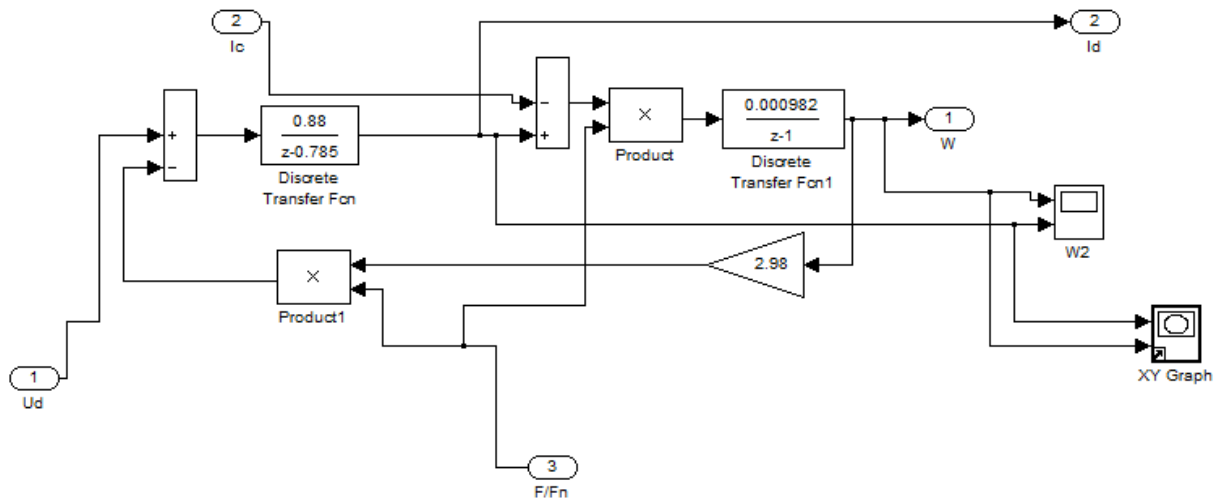 2
Ic
2
Id
+
−
0.88
z-0.785
Discrete
Transfer Fcn
−
+
×
Product
0.000982
z-1
Discrete
Transfer Fcn1
1
W
W2
×
Product1
2.98
XY Graph
1
Ud
3
F/Fn